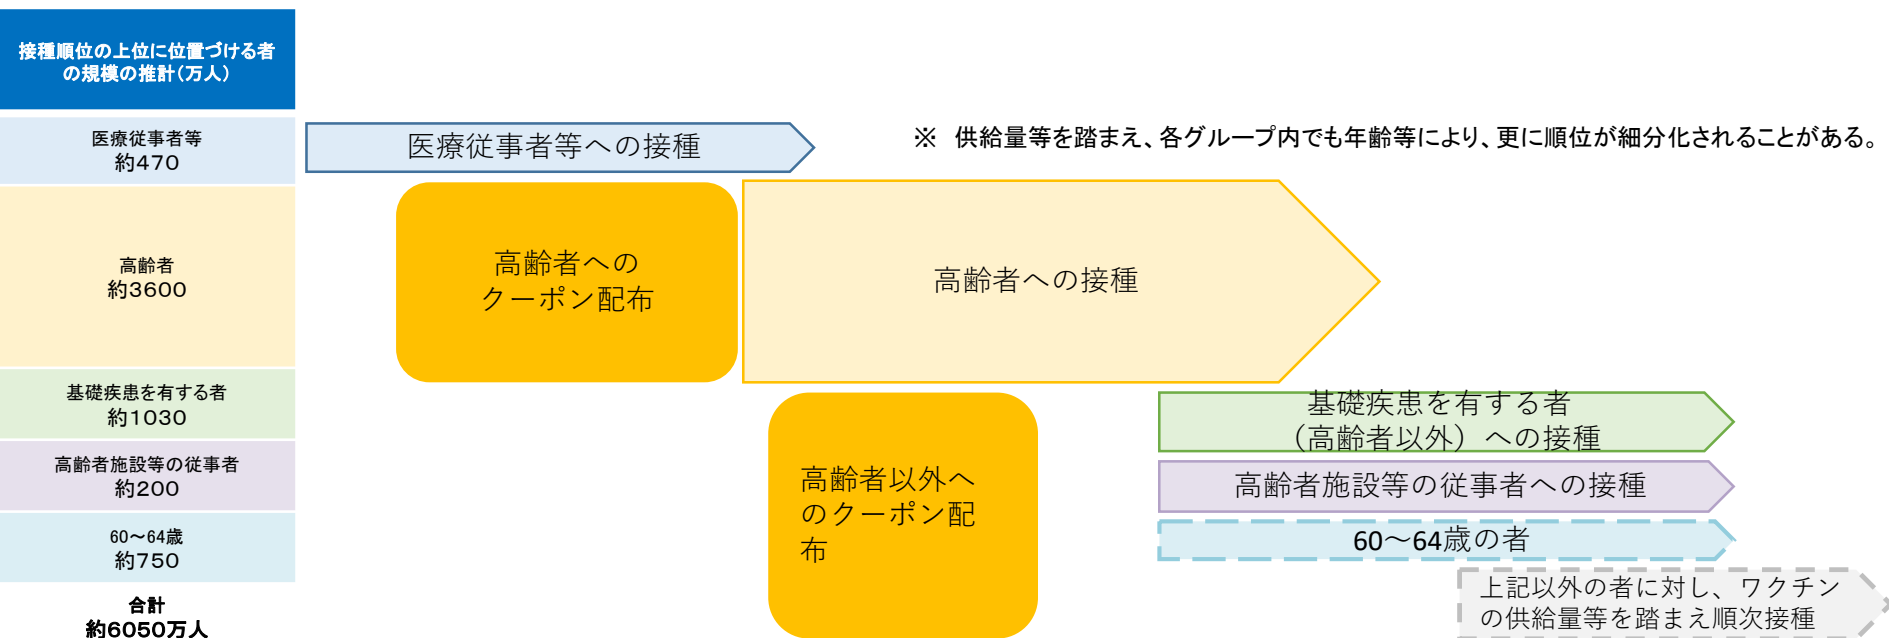 接種順位の上位に位置づける者
の規模の推計(万人)
医療従事者等
約470
医療従事者等への接種
※ 供給量等を踏まえ、各グループ内でも年齢等により、更に順位が細分化されることがある。
高齢者
約3600
高齢者への
クーポン配布
高齢者への接種
基礎疾患を有する者
約1030
基礎疾患を有する者
（高齢者以外）への接種
高齢者施設等の従事者
約200
高齢者以外へ
のクーポン配
布
高齢者施設等の従事者への接種
60～64歳
約750
60～64歳の者
合計
約6050万人
上記以外の者に対し、ワクチン
の供給量等を踏まえ順次接種